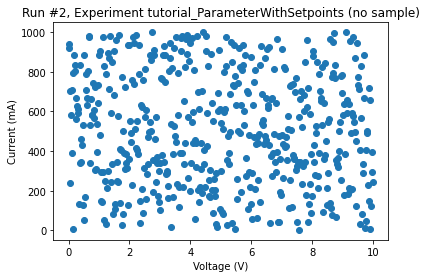 Run #2, Experiment tutorial_ParameterWithSetpoints (no sample)
1000
800
600
400
200
0
Current (mA)
0 2 4 6 8 10
Voltage (V)